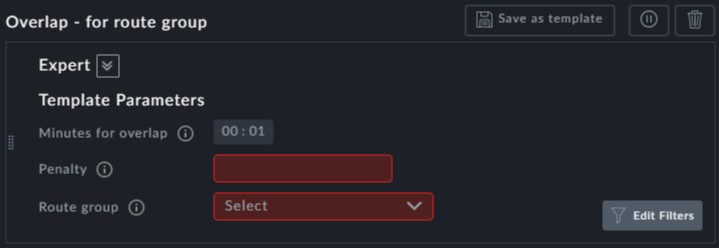 Overlap - for route group
Save as template
Expert
Template Parameters
Minutes for overlap
00 : 01
Penalty
Route group
Select
Edit Filters